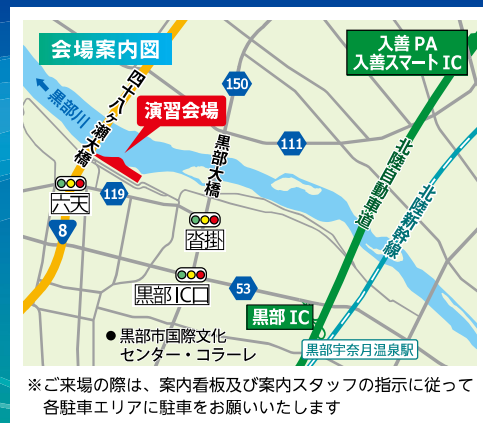 会場案内図
入善 PA
入善スマート IC
四十八ヶ瀬大橋
150
黒部川
演習会場
黒部大橋
111
北陸自動車道
北陸新幹線
119
六天
8
沓掛
黒部 IC口
53
黒部 IC
●黒部市国際文化
センター・コラーレ
黒部宇奈月温泉駅
※ご来場の際は、案内看板及び案内スタッフの指示に従って
各駐車エリアに駐車をお願いいたします